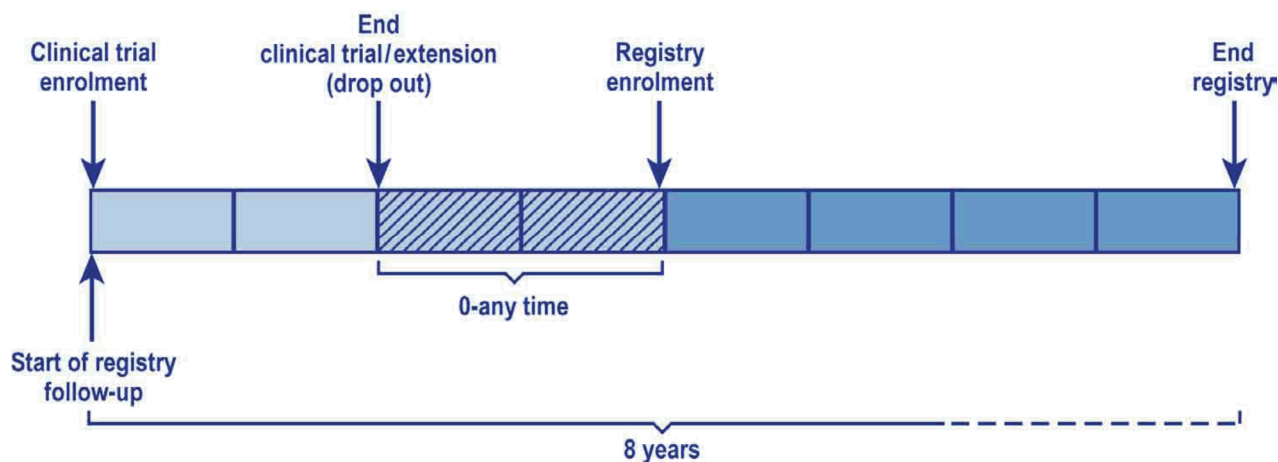 Clinical trial
enrolment
End
clinical trial/extension
(drop out)
Registry
enrolment
End
registry
0-any time
Start of registry
follow-up
8 years